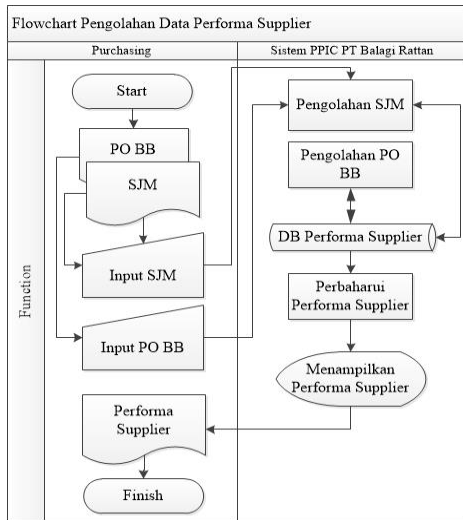 Flowchart Pengolahan Data Performa Supplier
Purchasing
Sistem PPIC PT Balagi Rattan
Function
Start
PO BB
SJM
Input SJM
Input PO BB
Performa
Supplier
Finish
Pengolahan SJM
Pengolahan PO
BB
DB Performa Supplier
Perbaharui
Performa Supplier
Menampilkan
Performa Supplier